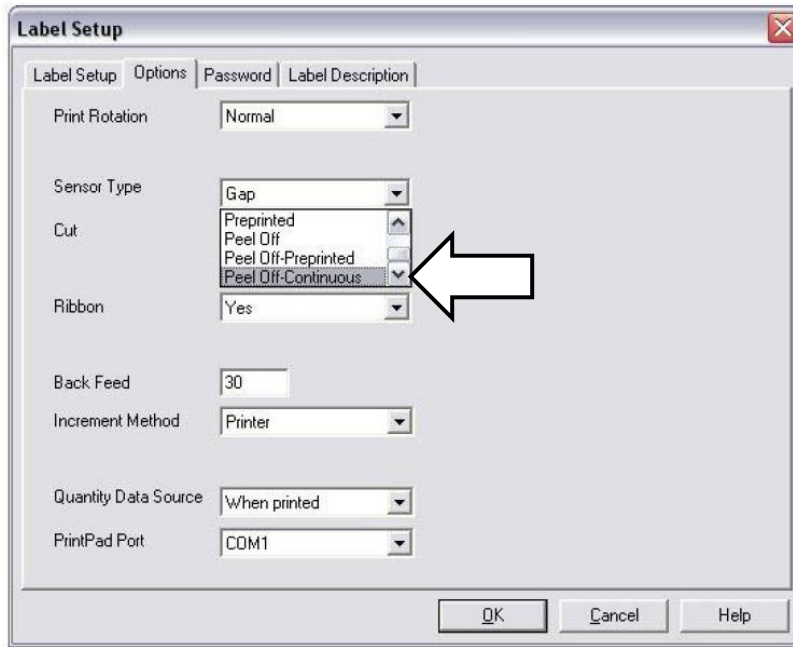 Label Setup
Label Setup Options Password Label Description
Print Rotation Normal
Sensor Type Gap
Cut
Preprinted
Peel Off
Peel Off-Preprinted
Peel Off-Continuous
Ribbon Yes
Back Feed 30
Increment Method Printer
Quantity Data Source When printed
PrintPad Port COM1
OK Cancel Help